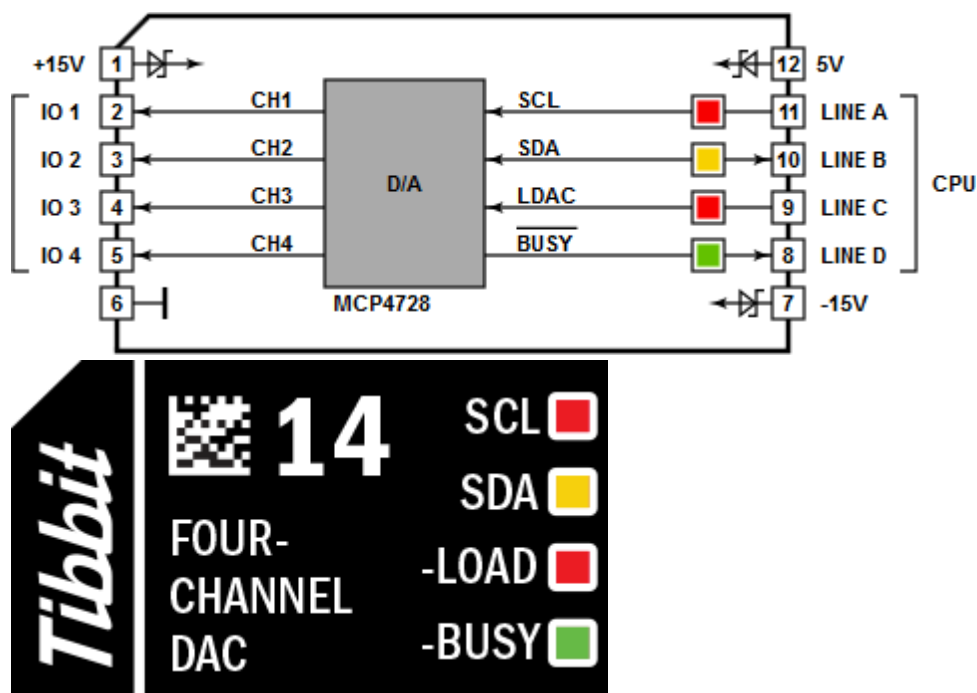 +15V 1 12 5V
IO 1 2 CH1 SCL 11 LINE A
IO 2 3 CH2 SDA 10 LINE B
D/A CPU
IO 3 4 CH3 LDAC 9 LINE C
IO 4 5 CH4 BUSY 8 LINE D
6 MCP4728 7 -15V
Tibbit
14
FOUR-
CHANNEL
DAC
SCL
SDA
-LOAD
-BUSY